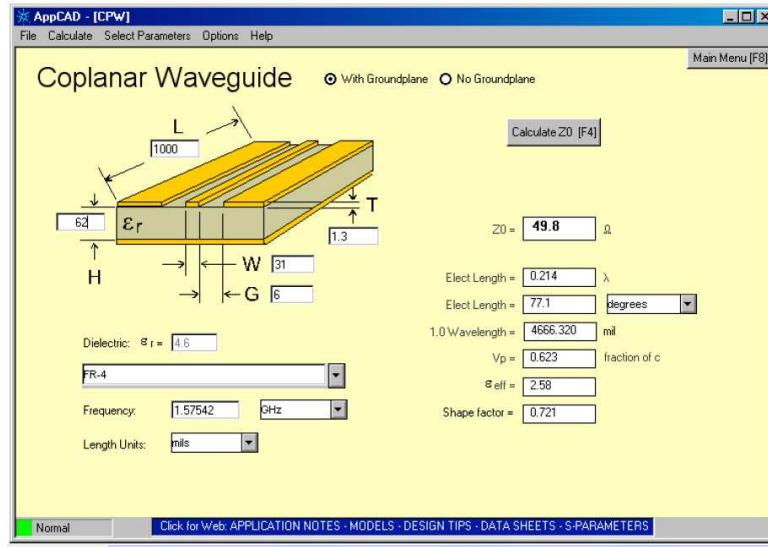 AppCAD - [CPW]
File Calculate Select Parameters Options Help
Main Menu [F8]
Coplanar Waveguide With Groundplane No Groundplane
L
1000
Calculate Z0 [F4]
62 εr T
1.3
H
W 31
G 6
Z0 = 49.8 Ω
Elect Length = 0.214 λ
Elect Length = 77.1 degrees
1.0 Wavelength = 4666.320 mil
Vp = 0.623 fraction of c
εeff = 2.58
Shape factor = 0.721
Dielectric: εr = 4.6
FR-4
Frequency: 1.57542 GHz
Length Units: mils
Normal Click for Web: APPLICATION NOTES - MODELS - DESIGN TIPS - DATA SHEETS - S-PARAMETERS